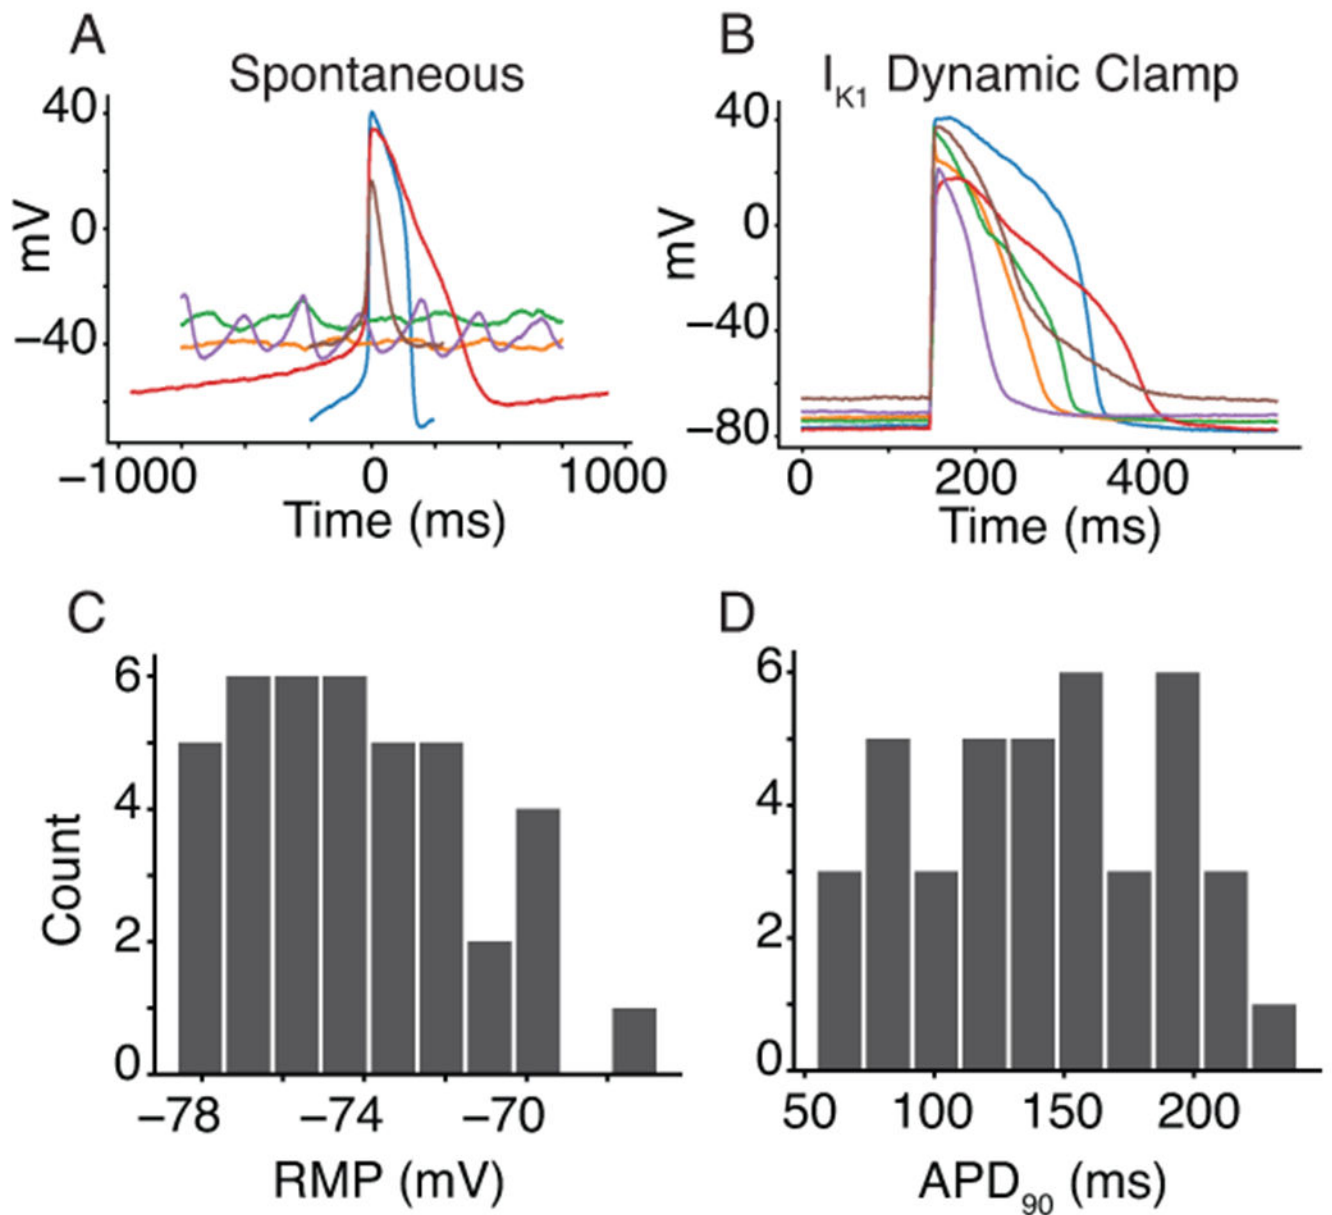 A
Spontaneous
40
0
−40
mV
−1000 0 1000
Time (ms)
B
IK1 Dynamic Clamp
40
0
−40
−80
mV
0 200 400
Time (ms)
C
6
4
2
0
Count
−78 −74 −70
RMP (mV)
D
6
4
2
0
50 100 150 200
APD90 (ms)